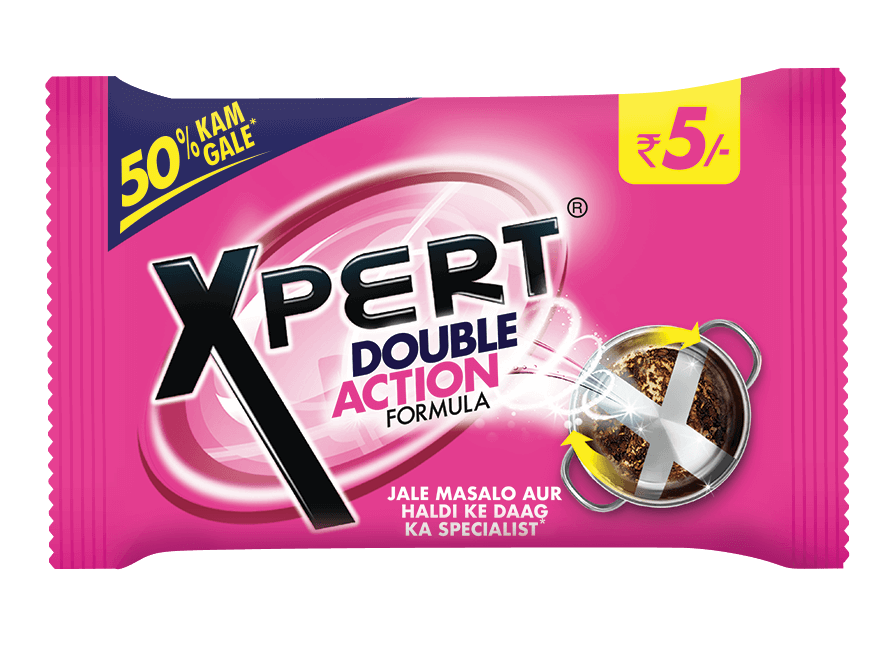 50% KAM
GALE*
₹5/-
XPERT®
DOUBLE
ACTION
FORMULA
JALE MASALO AUR
HALDI KE DAAG
KA SPECIALIST*